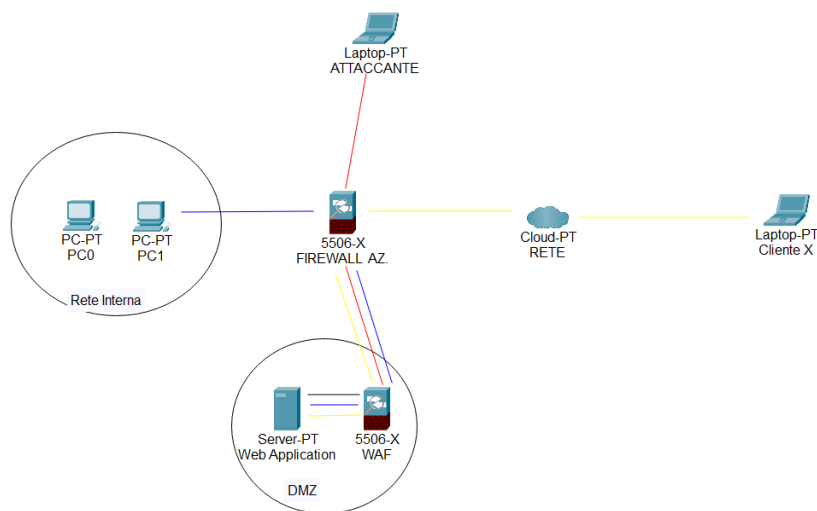 Laptop-PT
ATTACCANTE
PC-PT
PC0
PC-PT
PC1
Rete Interna
5506-X
FIREWALL AZ.
Cloud-PT
RETE
Laptop-PT
Cliente X
Server-PT
Web Application
5506-X
WAF
DMZ